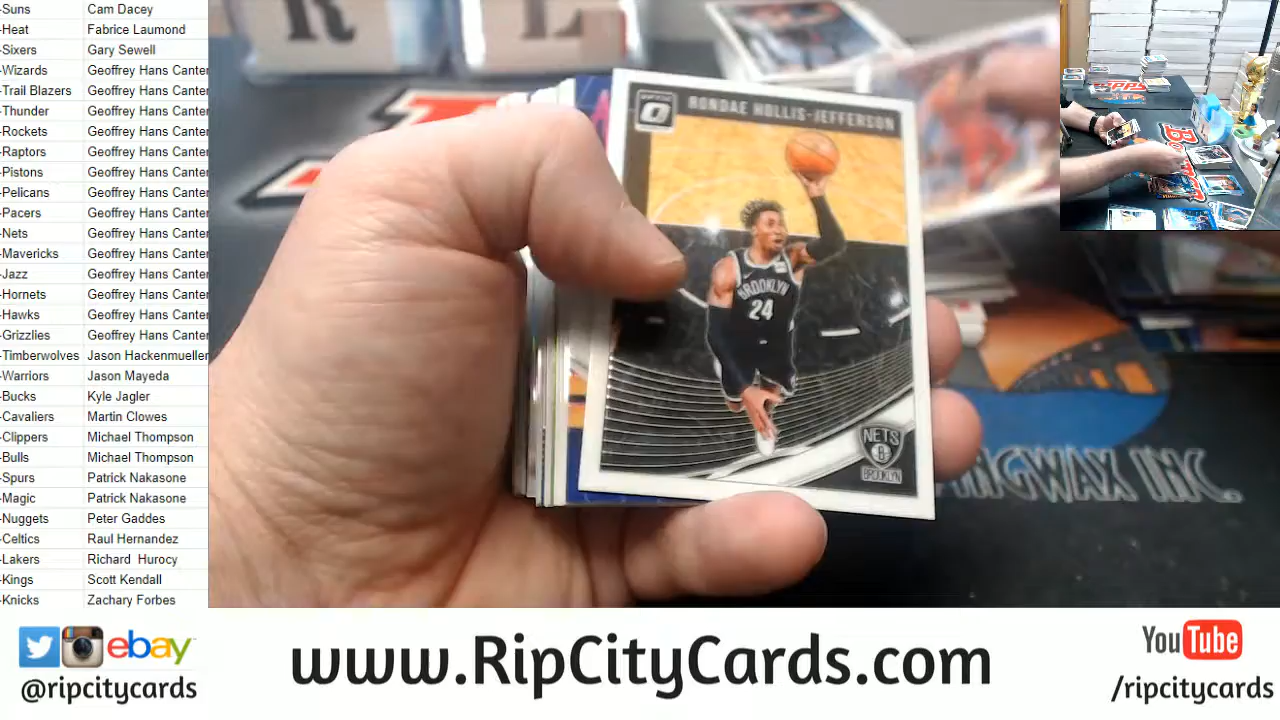 -Suns Cam Dacey
-Heat Fabrice Laumond
-Sixers Gary Sewell
-Wizards Geoffrey Hans Canter
-Trail Blazers Geoffrey Hans Canter
-Thunder Geoffrey Hans Canter
-Rockets Geoffrey Hans Canter
-Raptors Geoffrey Hans Canter
-Pistons Geoffrey Hans Canter
-Pelicans Geoffrey Hans Canter
-Pacers Geoffrey Hans Canter
-Nets Geoffrey Hans Canter
-Mavericks Geoffrey Hans Canter
-Jazz Geoffrey Hans Canter
-Hornets Geoffrey Hans Canter
-Hawks Geoffrey Hans Canter
-Grizzlies Geoffrey Hans Canter
-Timberwolves Jason Hackenmueller
-Warriors Jason Mayeda
-Bucks Kyle Jagler
-Cavaliers Martin Clowes
-Clippers Michael Thompson
-Bulls Michael Thompson
-Spurs Patrick Nakasone
-Magic Patrick Nakasone
-Nuggets Peter Gaddes
-Celtics Raul Hernandez
-Lakers Richard Hurocy
-Kings Scott Kendall
-Knicks Zachary Forbes
R L
RONDAE HOLLIS-JEFFERSON
BROOKLYN
24
NETS
B
BROOKLYN
NGWAX INC.
ebay
@ripcitycards
www.RipCityCards.com
YouTube
/ripcitycards